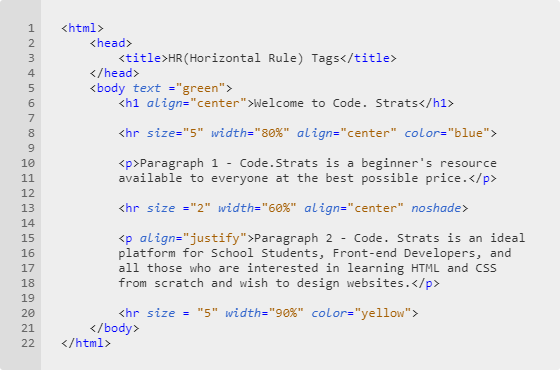 1 <html>
2 <head>
3 <title>HR(Horizontal Rule) Tags</title>
4 </head>
5 <body text ="green">
6 <h1 align="center">Welcome to Code. Strats</h1>
7
8 <hr size="5" width="80%" align="center" color="blue">
9
10 <p>Paragraph 1 - Code.Strats is a beginner's resource
11 available to everyone at the best possible price.</p>
12
13 <hr size ="2" width="60%" align="center" noshade>
14
15 <p align="justify">Paragraph 2 - Code. Strats is an ideal
16 platform for School Students, Front-end Developers, and
17 all those who are interested in learning HTML and CSS
18 from scratch and wish to design websites.</p>
19
20 <hr size = "5" width="90%" color="yellow">
21 </body>
22 </html>